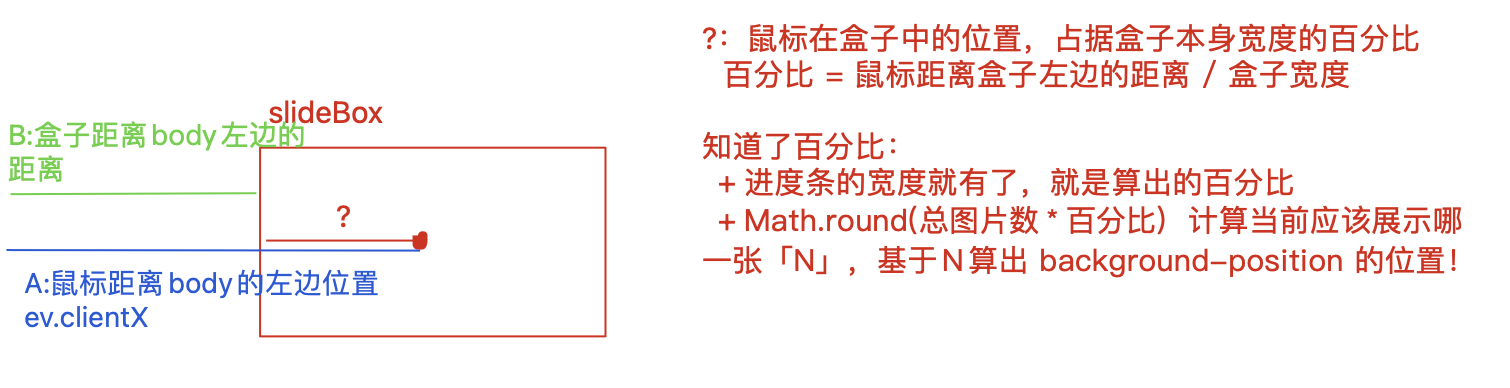 slideBox
B:盒子距离body左边的
距离
?
A:鼠标距离body的左边位置
ev.clientX
?：鼠标在盒子中的位置，占据盒子本身宽度的百分比
百分比 = 鼠标距离盒子左边的距离 / 盒子宽度
知道了百分比：
+ 进度条的宽度就有了，就是算出的百分比
+ Math.round(总图片数 * 百分比） 计算当前应该展示哪
一张「N」，基于N算出 background-position 的位置！